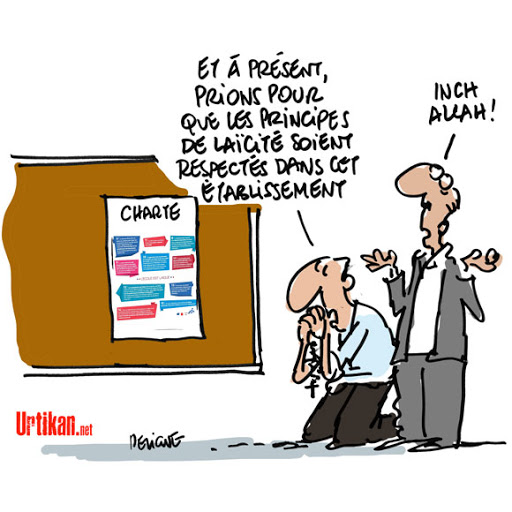 ET À PRÉSENT,
PRIONS POUR
QUE LES PRINCIPES
DE LAÏCITÉ SOIENT
RESPECTÉS DANS CET
ÉTABLISSEMENT
INCH
ALLAH!
CHARTE
Urtikan.net
DELIGNE